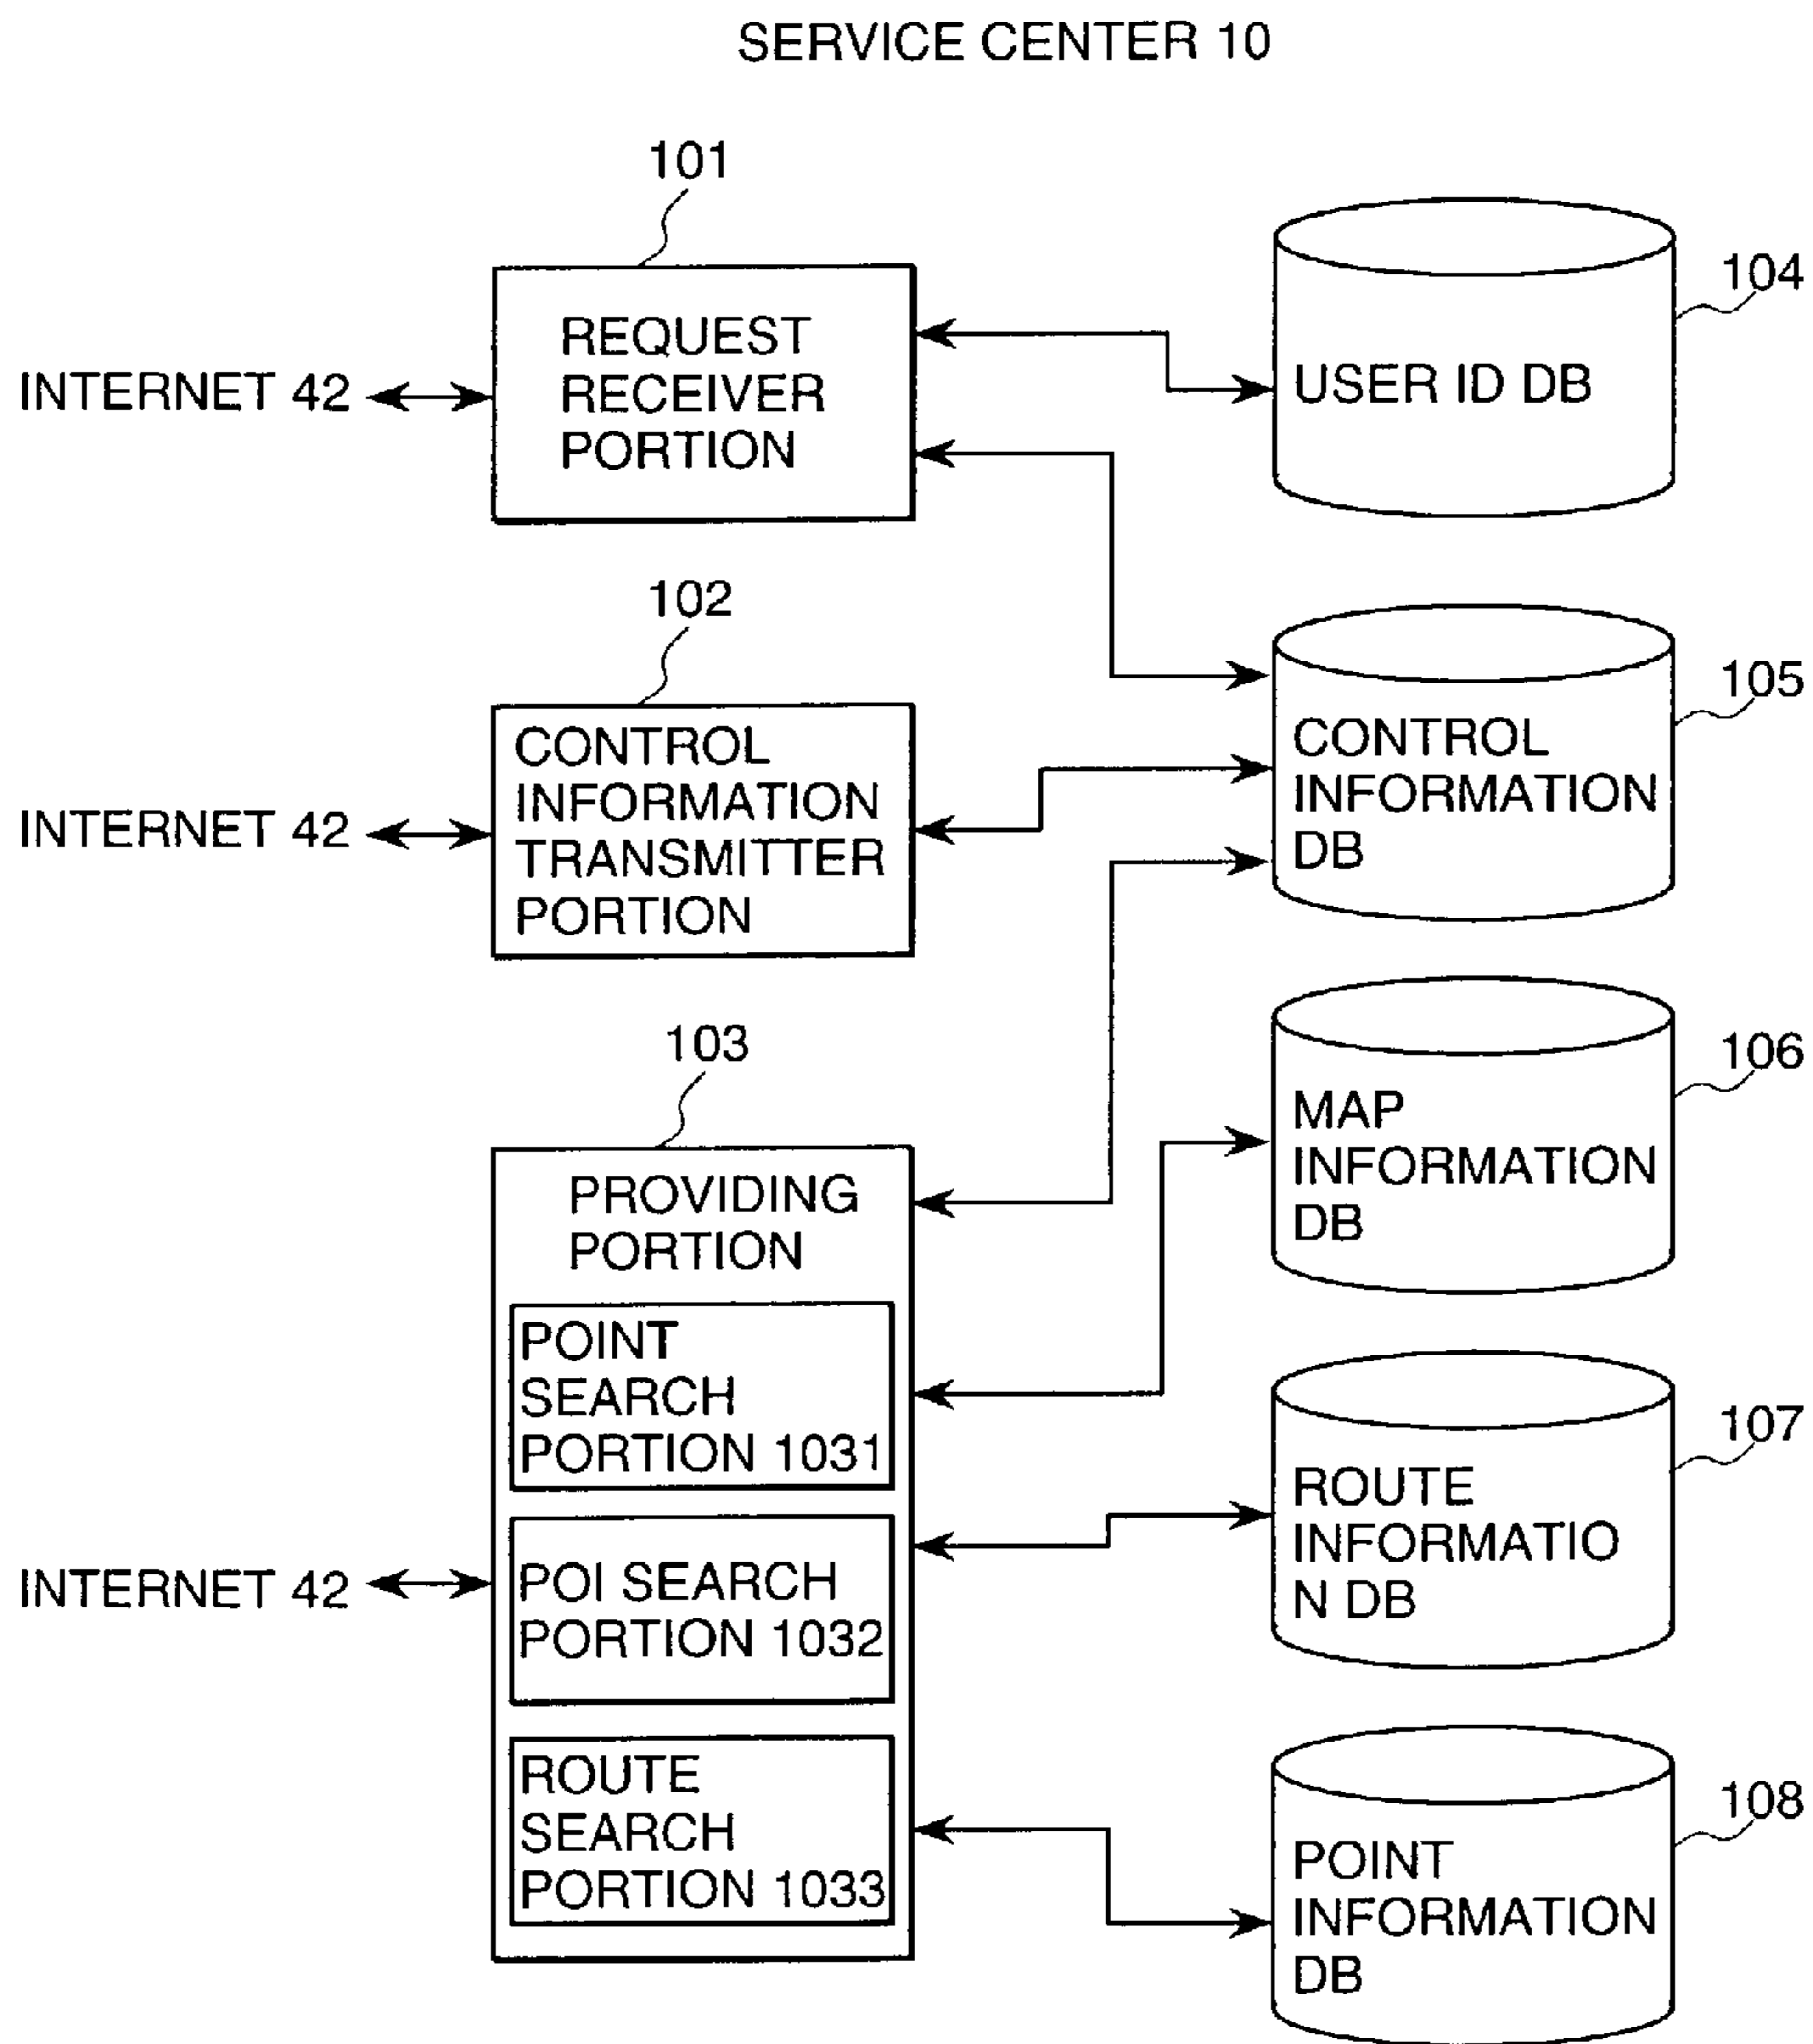 SERVICE CENTER 10
101
REQUEST
RECEIVER
PORTION
INTERNET 42
104
USER ID DB
102
CONTROL
INFORMATION
TRANSMITTER
PORTION
INTERNET 42
105
CONTROL
INFORMATION
DB
103
PROVIDING
PORTION
POINT
SEARCH
PORTION 1031
POI SEARCH
PORTION 1032
ROUTE
SEARCH
PORTION 1033
INTERNET 42
106
MAP
INFORMATION
DB
107
ROUTE
INFORMATIO
N DB
108
POINT
INFORMATION
DB